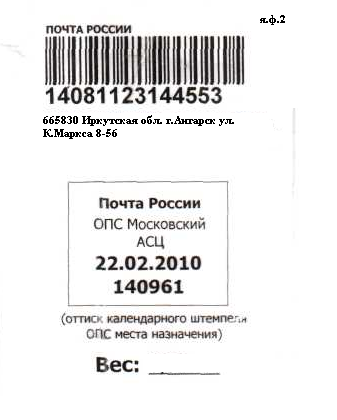 я.ф.2
ПОЧТА РОССИИ
14081123144553
665830 Иркутская обл. г.Ангарск ул.
К.Маркса 8-56
Почта России
ОПС Московский
АСЦ
22.02.2010
140961
(оттиск календарного штемпеля
ОПС места назначения)
Вес: